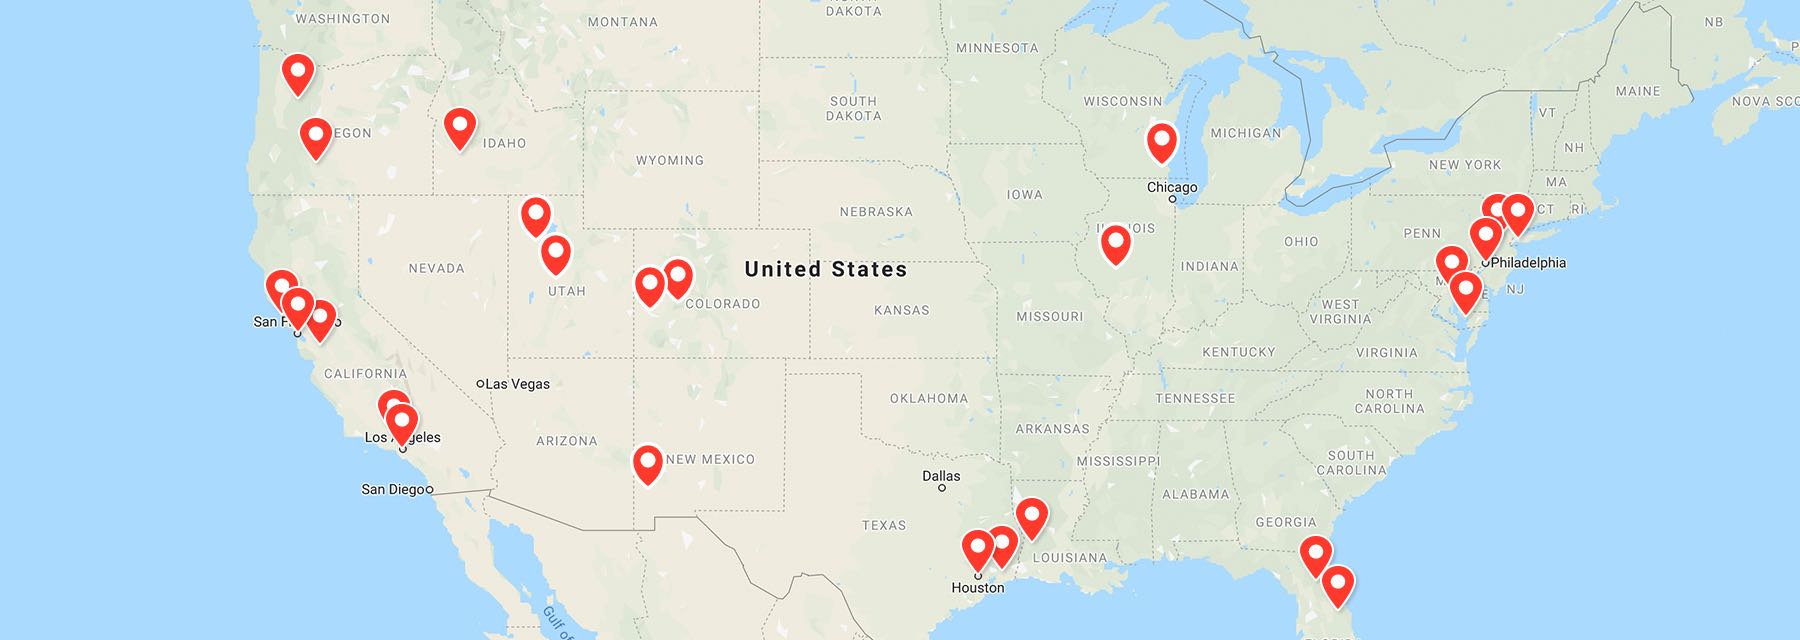 WASHINGTON
MONTANA
NORTH
DAKOTA
MINNESOTA
NB
MAINE
NOVA SCO
WISCONSIN
MICHIGAN
VT
NH
SOUTH
DAKOTA
EGON
IDAHO
WYOMING
NEW YORK
MA
CT
RI
Chicago
IOWA
NEBRASKA
PENN
OHIO
INDIANA
Philadelphia
NJ
NEVADA
UTAH
United States
COLORADO
KANSAS
MISSOURI
WEST
VIRGINIA
VIRGINIA
KENTUCKY
San F
o
CALIFORNIA
Las Vegas
OKLAHOMA
TENNESSEE
NORTH
CAROLINA
ARKANSAS
Los A geles
ARIZONA
NEW MEXICO
MISSISSIPPI
SOUTH
CAROLINA
San Diego
Dallas
ALABAMA
TEXAS
GEORGIA
LOUISIANA
Houston
Gulf of